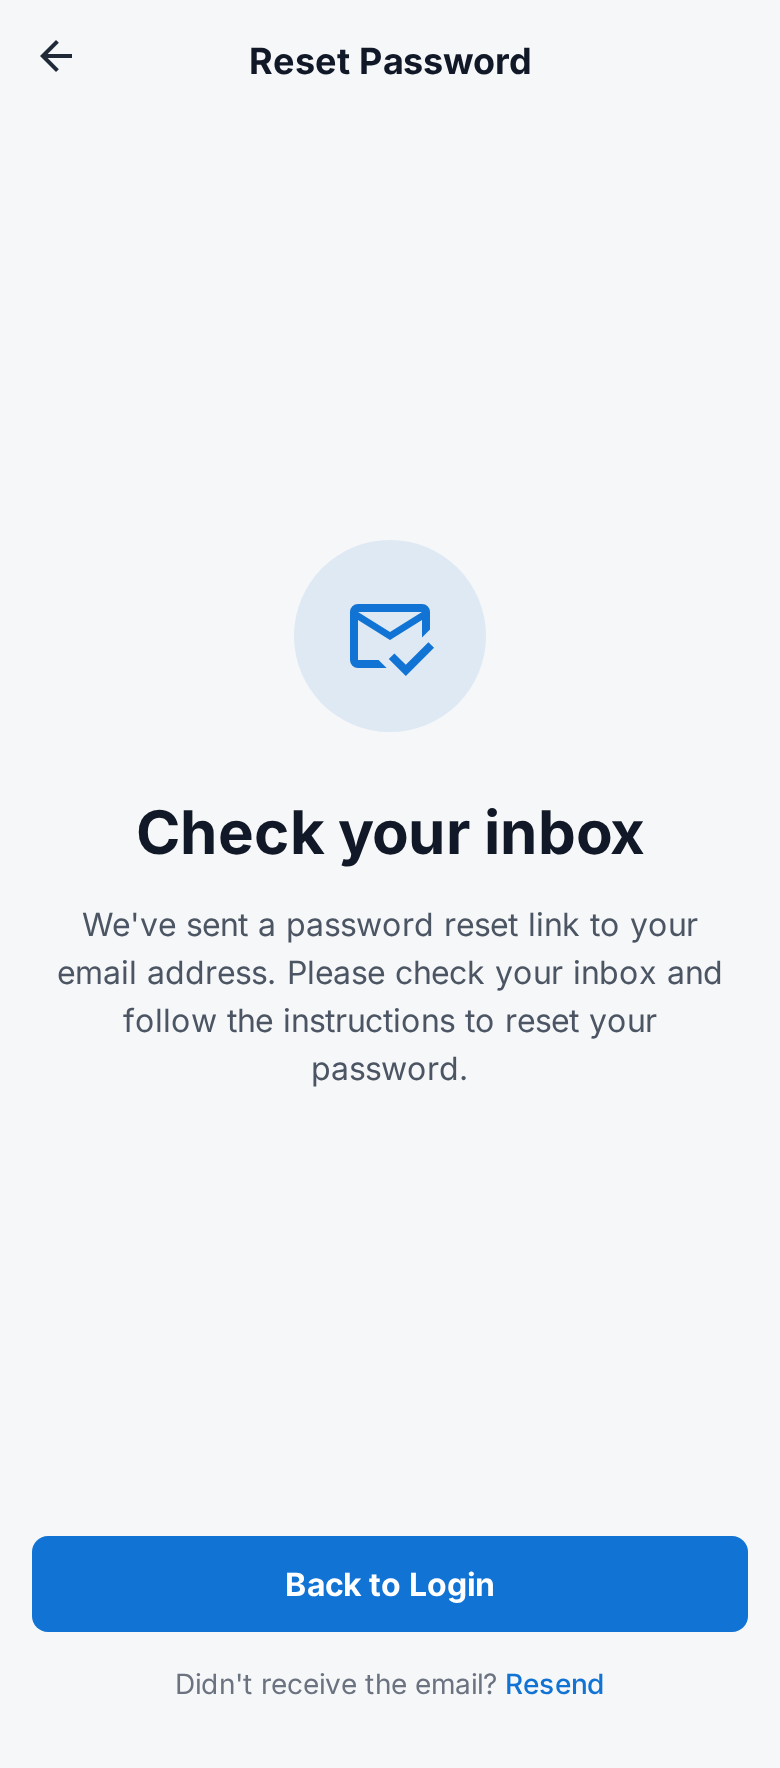 Reset Password
Check your inbox
We've sent a password reset link to your
email address. Please check your inbox and
follow the instructions to reset your
password.
Back to Login
Didn't receive the email? Resend